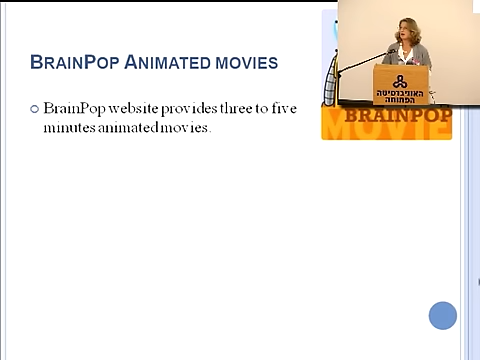 BRAINPOP ANIMATED MOVIES
BrainPop website provides three to five
minutes animated movies.
האוניברסיטה
הפתוחה
BRAINPOP
MOVIE